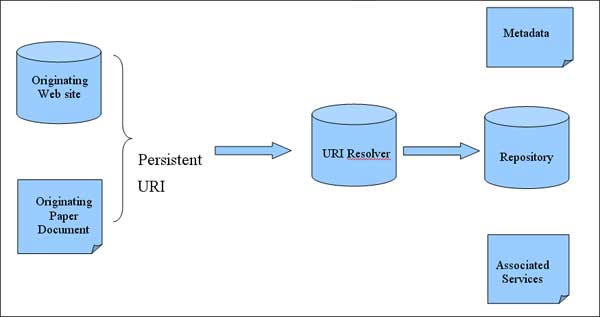 Originating
Web site
Originating
Paper
Document
Persistent
URI
URI Resolver
Metadata
Repository
Associated
Services